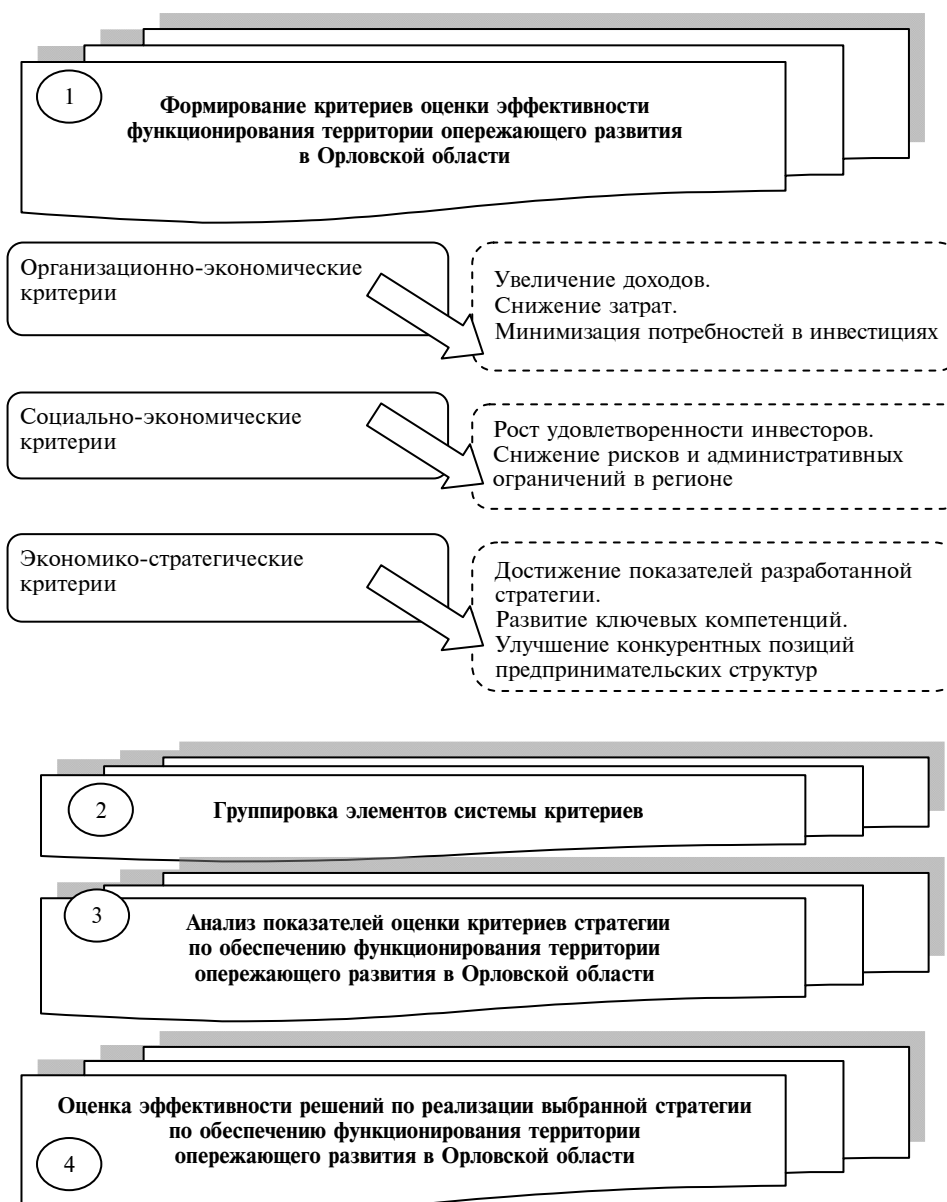 1
Формирование критериев оценки эффективности
функционирования территории опережающего развития
в Орловской области
Организационно-экономические
критерии
Увеличение доходов.
Снижение затрат.
Минимизация потребностей в инвестициях
Социально-экономические
критерии
Рост удовлетворенности инвесторов.
Снижение рисков и административных
ограничений в регионе
Экономико-стратегические
критерии
Достижение показателей разработанной
стратегии.
Развитие ключевых компетенций.
Улучшение конкурентных позиций
предпринимательских структур
2
Группировка элементов системы критериев
3
Анализ показателей оценки критериев стратегии
по обеспечению функционирования территории
опережающего развития в Орловской области
Оценка эффективности решений по реализации выбранной стратегии
по обеспечению функционирования территории
опережающего развития в Орловской области
4